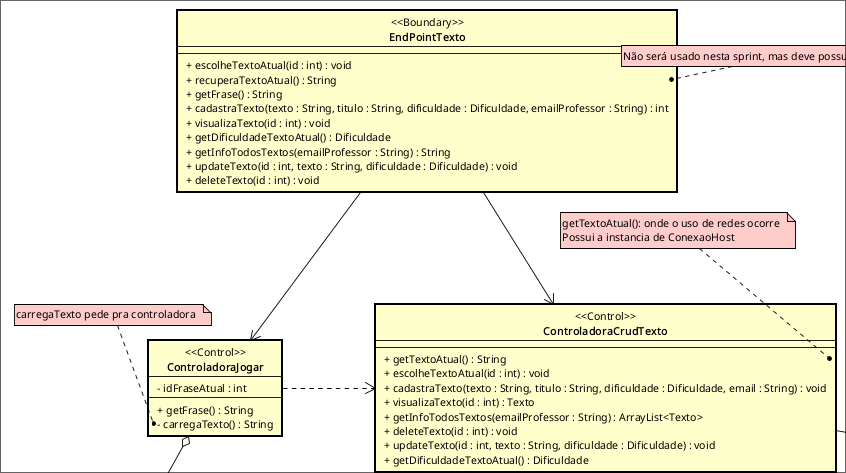 <<Boundary>>
EndPointTexto
Não será usado nesta sprint, mas deve possu
+ escolheTextoAtual(id : int) : void
+ recuperaTextoAtual() : String
+ getFrase() : String
+ cadastraTexto(texto : String, titulo : String, dificuldade : Dificuldade, emailProfessor : String) : int
+ visualizaTexto(id : int) : void
+ getDificuldadeTextoAtual() : Dificuldade
+ getInfoTodosTextos(emailProfessor : String) : String
+ updateTexto(id : int, texto : String, dificuldade : Dificuldade) : void
+ deleteTexto(id : int) : void
getTextoAtual(): onde o uso de redes ocorre
Possui a instancia de ConexaoHost
carregaTexto pede pra controladora
<<Control>>
ControladoraJogar
- idFraseAtual : int
+ getFrase() : String
- carregaTexto() : String
<<Control>>
ControladoraCrudTexto
+ getTextoAtual() : String
+ escolheTextoAtual(id : int) : void
+ cadastraTexto(texto : String, titulo : String, dificuldade : Dificuldade, email : String) : void
+ visualizaTexto(id : int) : Texto
+ getInfoTodosTextos(emailProfessor : String) : ArrayList<Texto>
+ deleteTexto(id : int) : void
+ updateTexto(id : int, texto : String, dificuldade : Dificuldade) : void
+ getDificuldadeTextoAtual() : Dificuldade